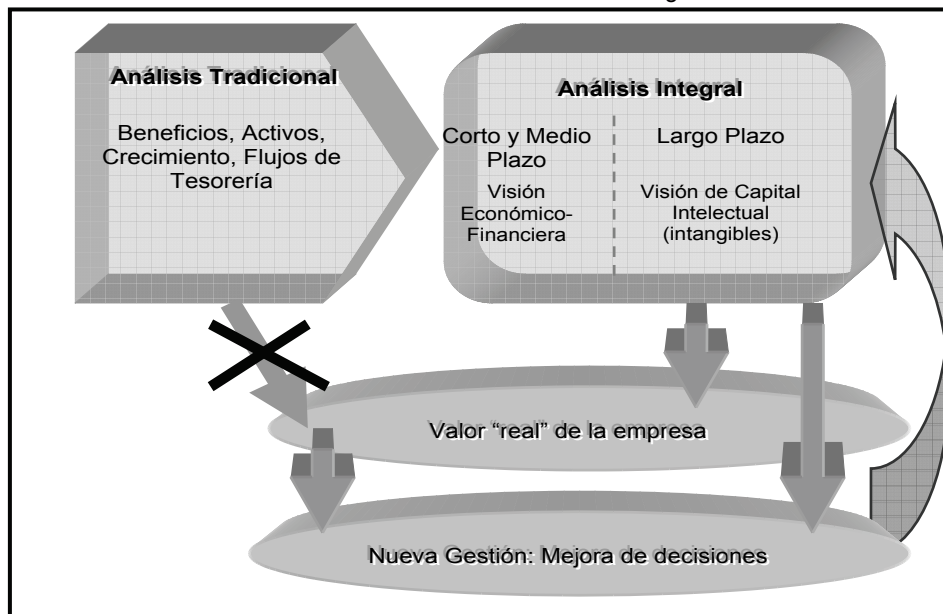 Análisis Tradicional
Beneficios, Activos,
Crecimiento, Flujos de
Tesorería
Análisis Integral
Corto y Medio
Plazo
Visión
Económico-
Financiera
Largo Plazo
Visión de Capital
Intelectual
(intangibles)
Valor “real” de la empresa
Nueva Gestión: Mejora de decisiones